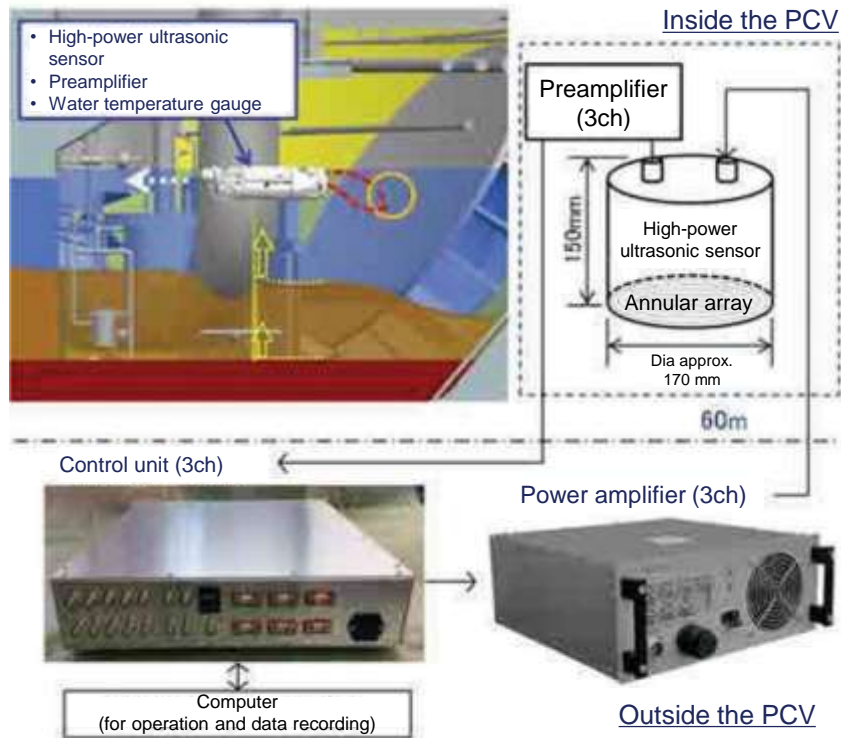 Inside the PCV
• High-power ultrasonic
sensor
• Preamplifier
• Water temperature gauge
Preamplifier
(3ch)
150mm
High-power
ultrasonic sensor
Annular array
Dia approx.
170 mm
60m
Control unit (3ch)
Power amplifier (3ch)
Computer
(for operation and data recording)
Outside the PCV